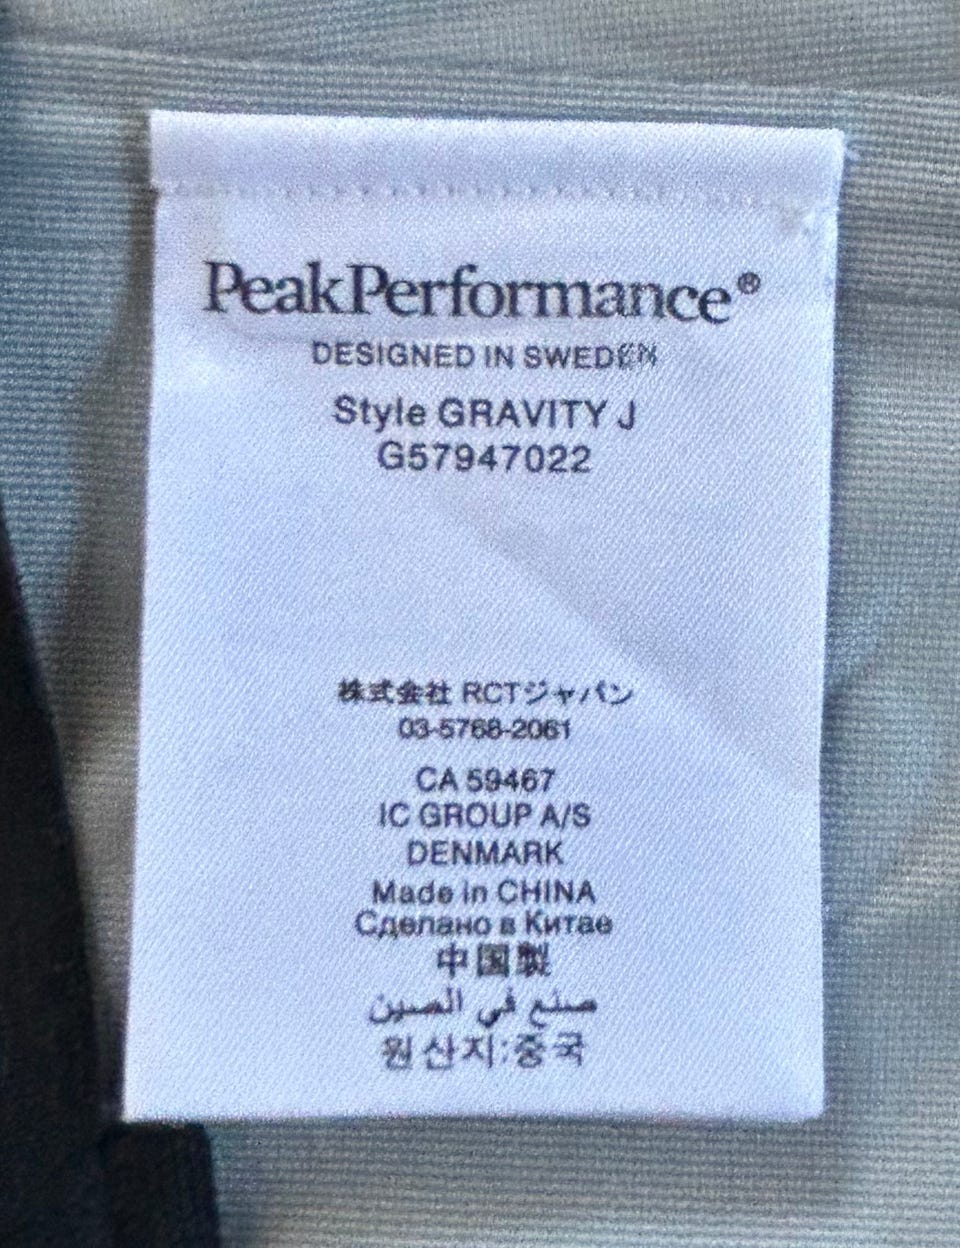 PeakPerformance®
DESIGNED IN SWEDEN
Style GRAVITY J
G57947022
株式会社 RCTジャパン
03-5768-2061
CA 59467
IC GROUP A/S
DENMARK
Made in CHINA
Сделано в Китае
中国製
صنع في الصين
원산지:중국